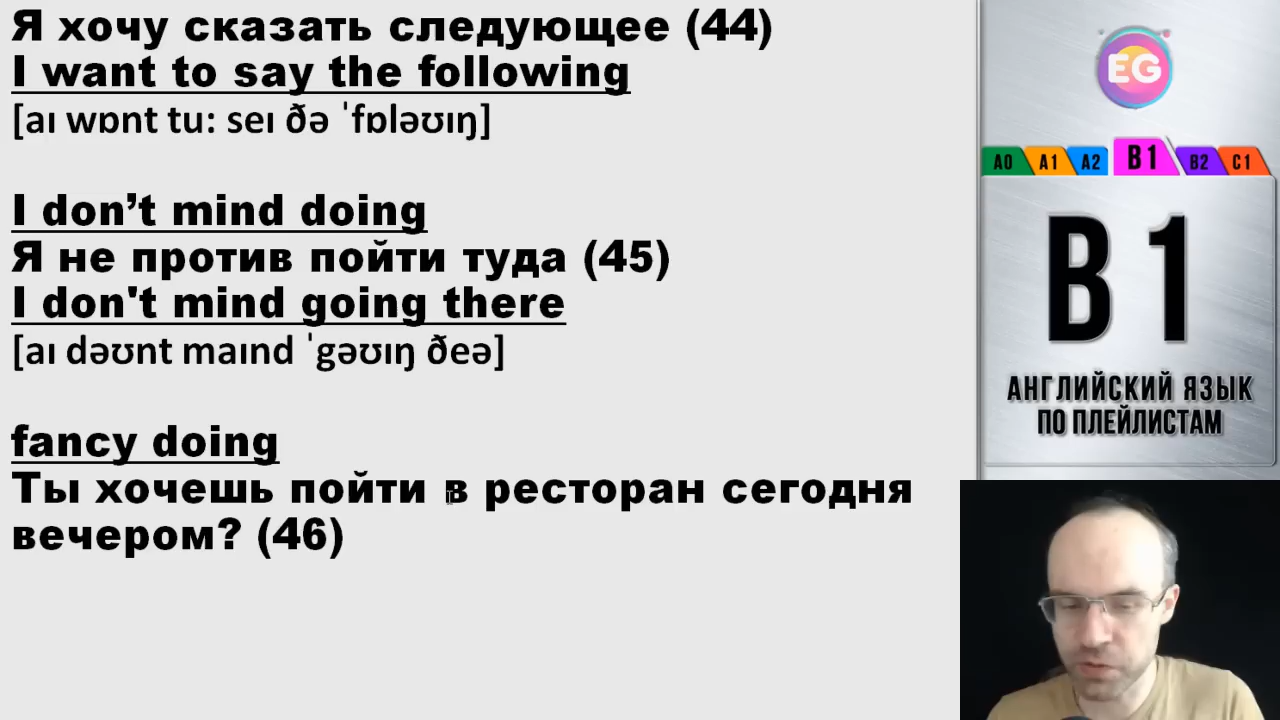 Я хочу сказать следующее (44)
I want to say the following
[aɪ wɒnt tuː seɪ ðə ˈfɒləʊɪŋ]
I don’t mind doing
Я не против пойти туда (45)
I don't mind going there
[aɪ dəʊnt maɪnd ˈgəʊɪŋ ðeə]
fancy doing
Ты хочешь пойти в ресторан сегодня
вечером? (46)
EG
A0 A1 A2 B1 B2 C1
B1
АНГЛИЙСКИЙ ЯЗЫК
ПО ПЛЕЙЛИСТАМ